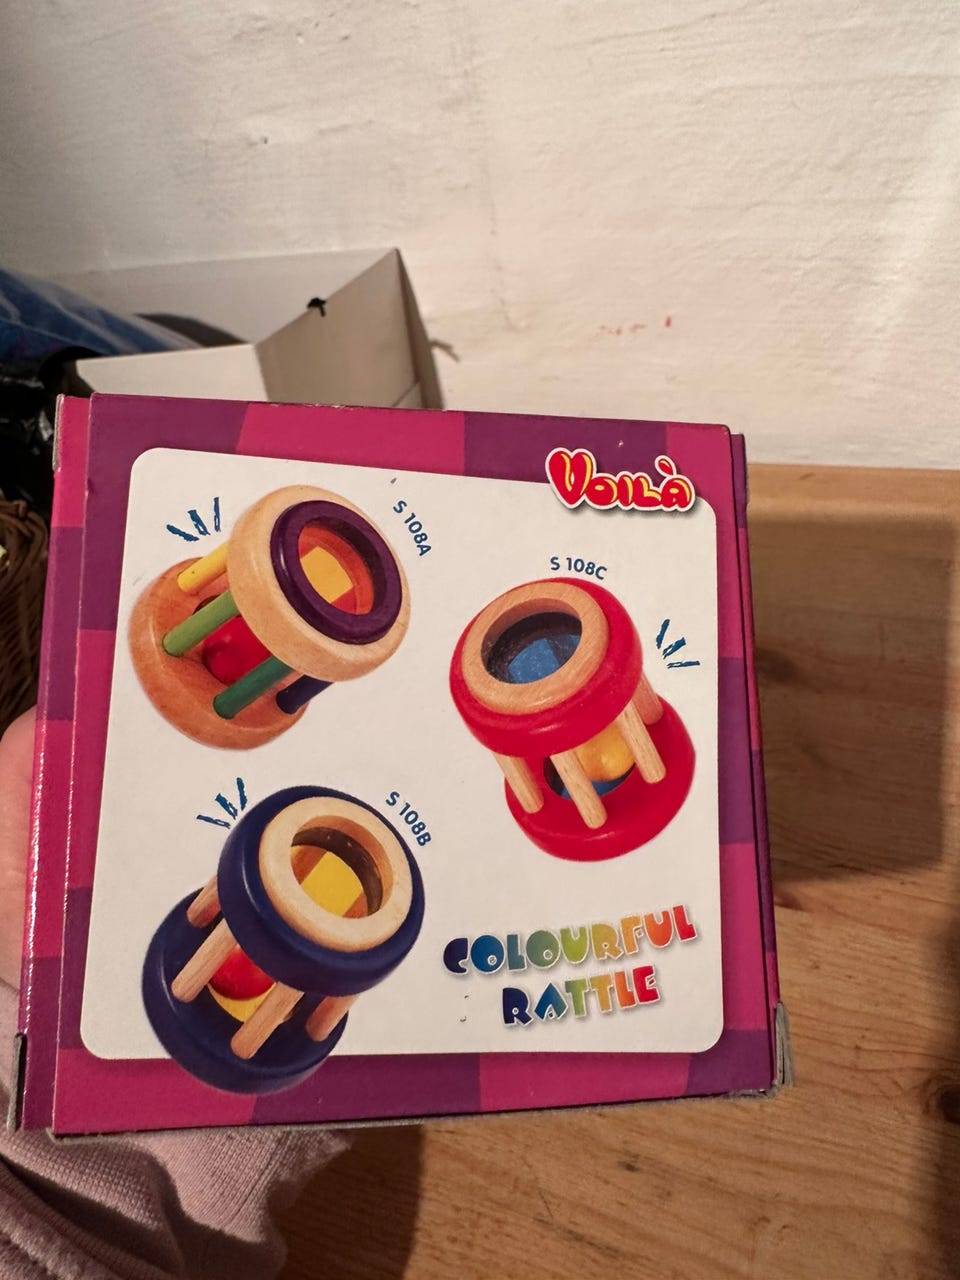 VOILÀ
S 108A
S 108C
S 108B
COLOURFUL
RATTLE